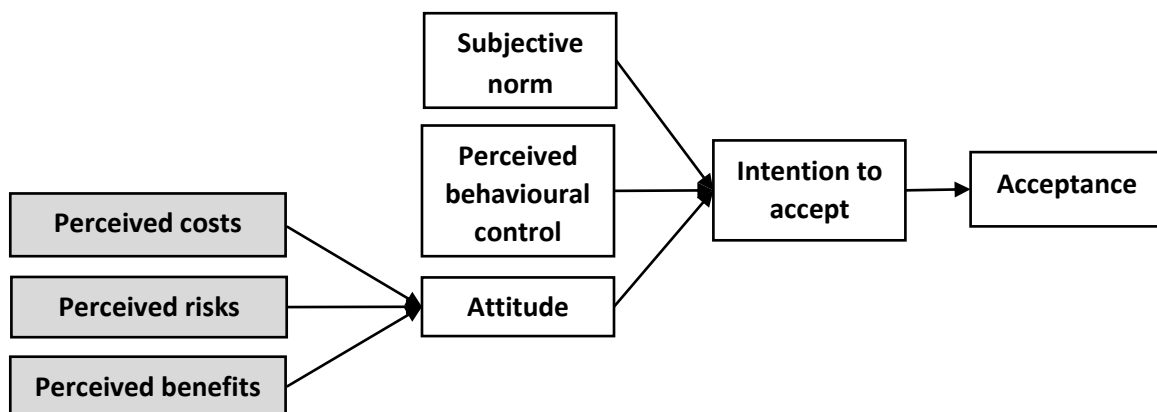 Subjective
norm
Perceived
behavioural
control
Intention to
accept
Acceptance
Perceived costs
Perceived risks
Attitude
Perceived benefits